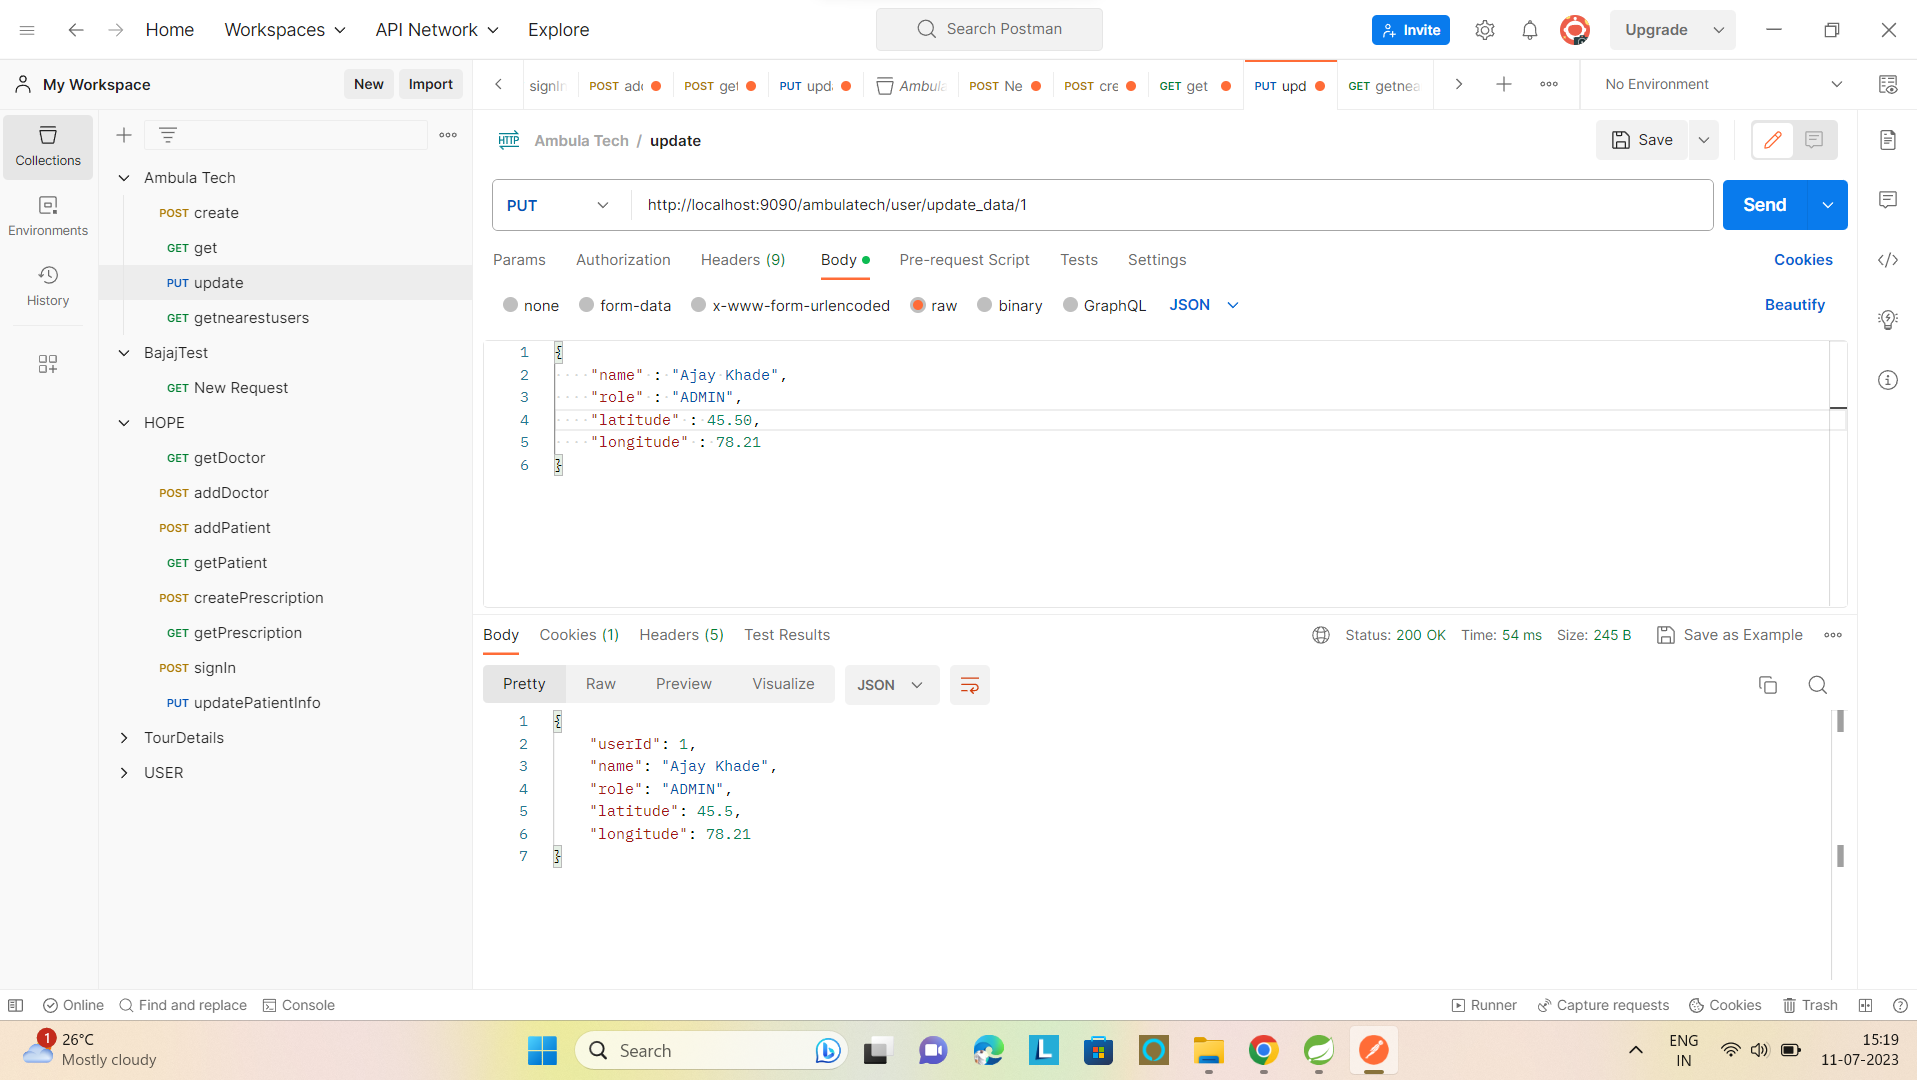 Home
Workspaces
API Network
Explore
Search Postman
Invite
Upgrade
My Workspace
New
Import
signIn
POST
POST get
PUT upd
Ambula
POST Ne
POST cre
GET get
PUT upd
GET getnea
No Environment
Collections
Environments
History
Ambula Tech
POST create
GET get
PUT update
GET getnearestusers
BajajTest
GET New Request
HOPE
GET getDoctor
POST addDoctor
POST addPatient
GET getPatient
POST createPrescription
GET getPrescription
POST signIn
PUT updatePatientInfo
TourDetails
USER
HTTP Ambula Tech / update
Save
PUT http://localhost:9090/ambulatech/user/update_data/1
Send
Params Authorization Headers (9) Body Pre-request Script Tests Settings Cookies
none form-data x-www-form-urlencoded raw binary GraphQL JSON Beautify
1 {
2 "name" : "Ajay Khade",
3 "role" : "ADMIN",
4 "latitude" : 45.50,
5 "longitude" : 78.21
6 }
Body Cookies (1) Headers (5) Test Results
Status: 200 OK Time: 54 ms Size: 245 B Save as Example
Pretty Raw Preview Visualize JSON
1 {
2 "userId": 1,
3 "name": "Ajay Khade",
4 "role": "ADMIN",
5 "latitude": 45.5,
6 "longitude": 78.21
7 }
Online Find and replace Console
Runner Capture requests Cookies Trash
1
26°C
Mostly cloudy
Search
L
ENG
IN
15:19
11-07-2023